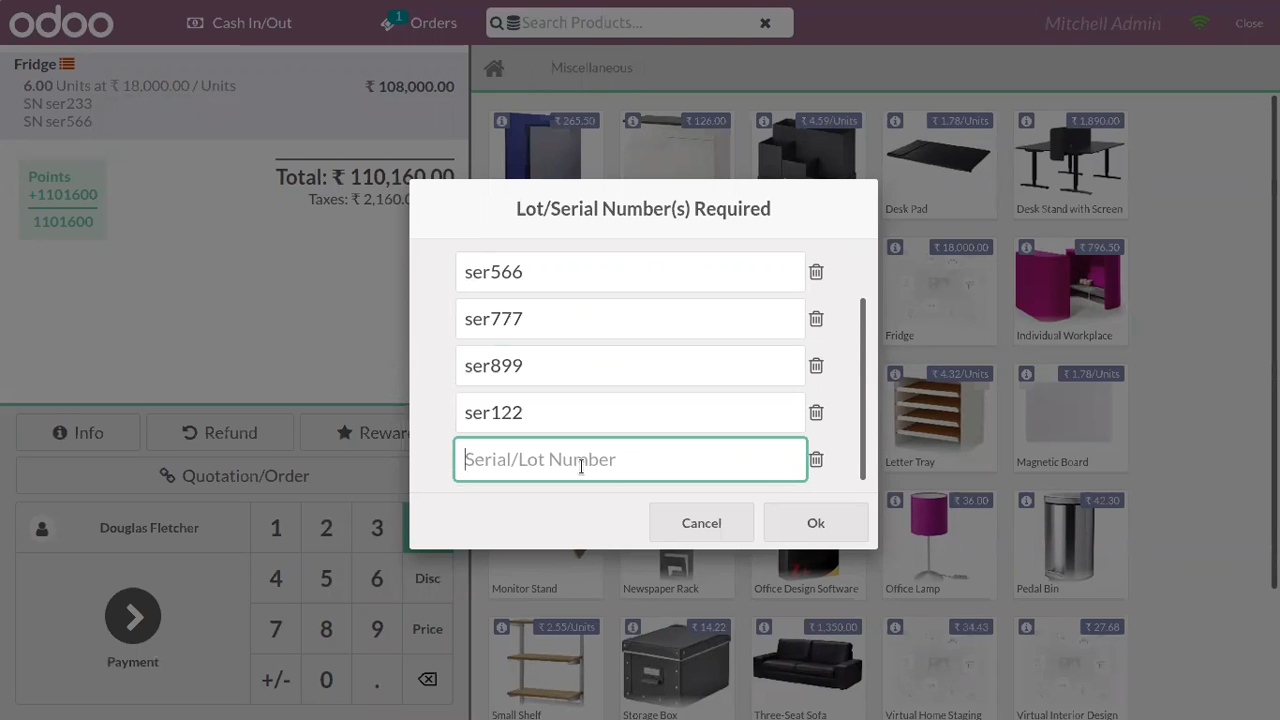 odoo
Cash In/Out
1
Orders
Search Products...
Mitchell Admin
Close
Fridge
6.00 Units at ₹ 18,000.00 / Units
₹ 108,000.00
SN ser233
SN ser566
Points
+1101600
1101600
Total: ₹ 110,160.00
Taxes: ₹ 2,160.0
Miscellaneous
₹ 265.50
₹ 126.00
₹ 4.59/Units
₹ 1.78/Units
₹ 1,890.00
Desk Pad
Desk Stand with Screen
₹ 18,000.00
₹ 796.50
Fridge
Individual Workplace
₹ 4.32/Units
₹ 1.78/Units
Letter Tray
Magnetic Board
₹ 36.00
₹ 42.30
Monitor Stand
Newspaper Rack
Office Design Software
Office Lamp
Pedal Bin
₹ 2.55/Units
₹ 14.22
₹ 1,350.00
₹ 34.43
₹ 27.68
Small Shelf
Storage Box
Three-Seat Sofa
Virtual Home Staging
Virtual Interior Design
Lot/Serial Number(s) Required
ser566
ser777
ser899
ser122
Serial/Lot Number
Cancel
Ok
Info
Refund
Rewar
Quotation/Order
Douglas Fletcher
1
2
3
4
5
6
Disc
7
8
9
Price
Payment
+/-
0
.